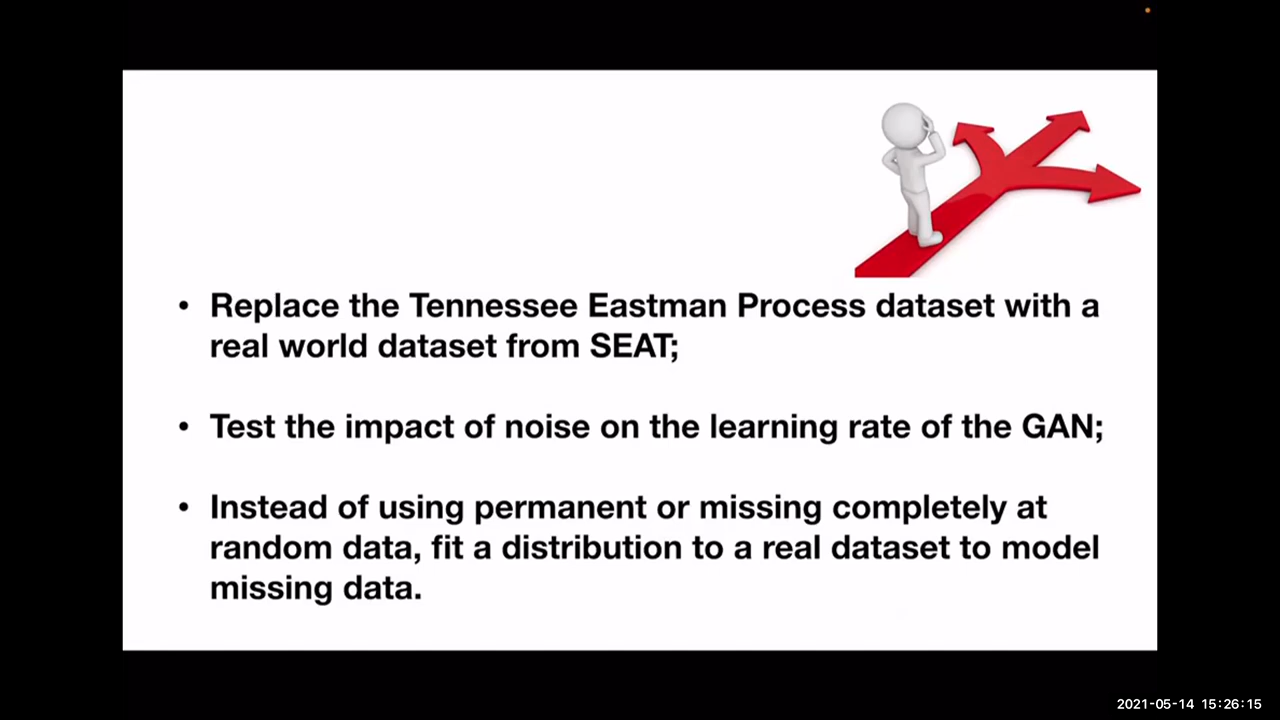 • Replace the Tennessee Eastman Process dataset with a
real world dataset from SEAT;
• Test the impact of noise on the learning rate of the GAN;
• Instead of using permanent or missing completely at
random data, fit a distribution to a real dataset to model
missing data.
2021-05-14 15:26:15